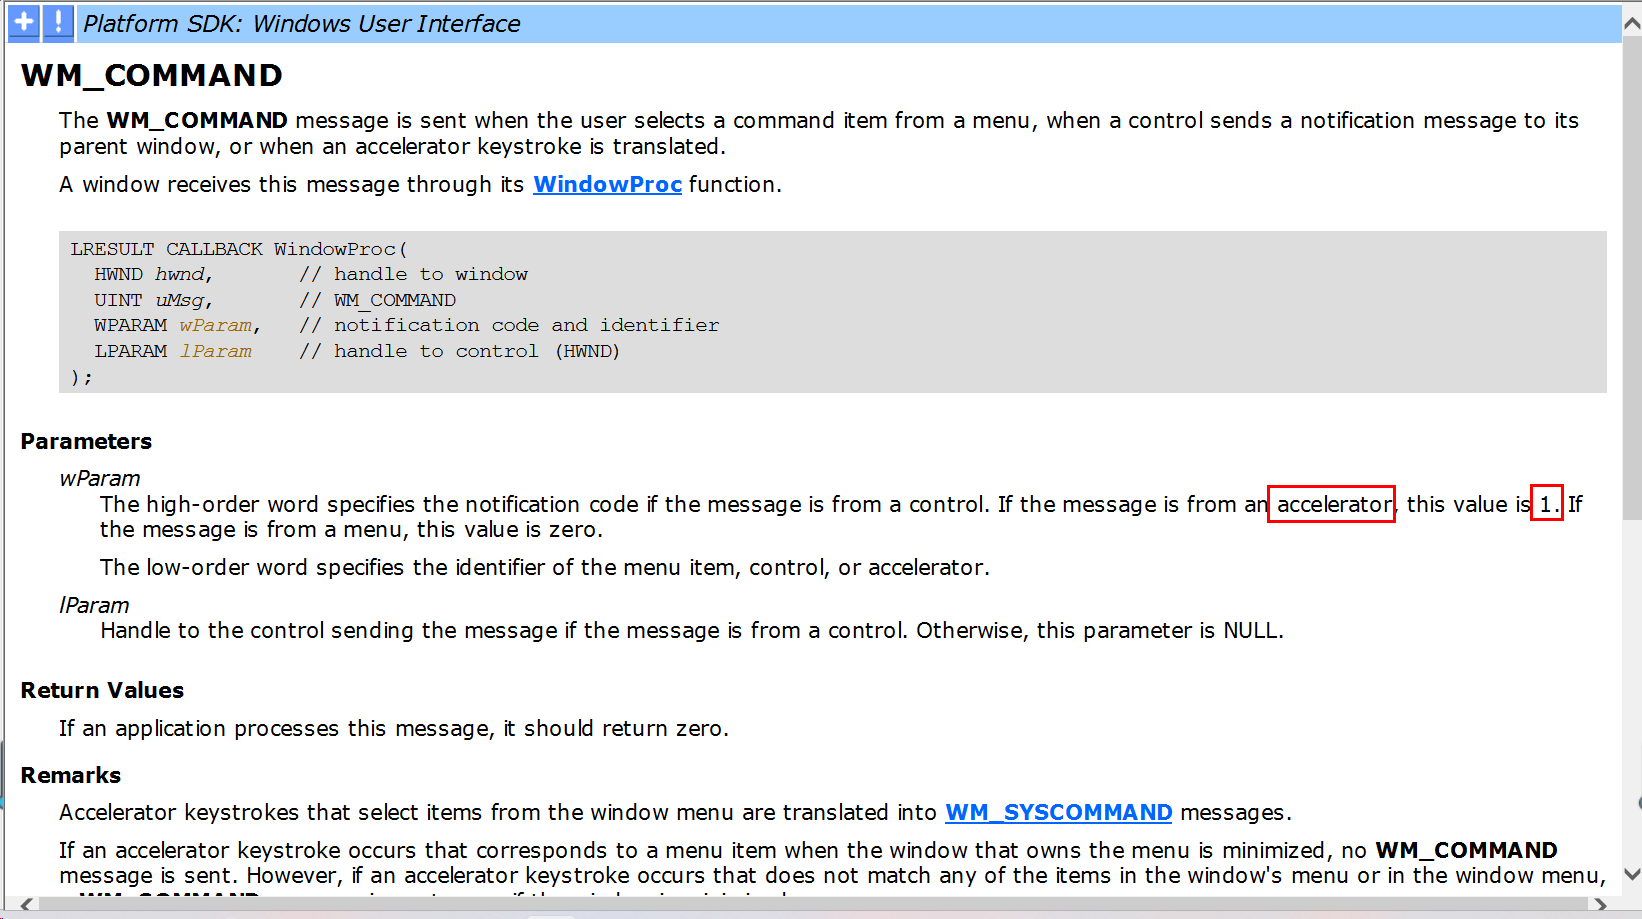 Platform SDK: Windows User Interface
WM_COMMAND
The WM_COMMAND message is sent when the user selects a command item from a menu, when a control sends a notification message to its
parent window, or when an accelerator keystroke is translated.
A window receives this message through its WindowProc function.
LRESULT CALLBACK WindowProc(
  HWND hwnd,       // handle to window
  UINT uMsg,       // WM_COMMAND
  WPARAM wParam,   // notification code and identifier
  LPARAM lParam    // handle to control (HWND)
);
Parameters
wParam
The high-order word specifies the notification code if the message is from a control. If the message is from an accelerator, this value is 1. If
the message is from a menu, this value is zero.
The low-order word specifies the identifier of the menu item, control, or accelerator.
lParam
Handle to the control sending the message if the message is from a control. Otherwise, this parameter is NULL.
Return Values
If an application processes this message, it should return zero.
Remarks
Accelerator keystrokes that select items from the window menu are translated into WM_SYSCOMMAND messages.
If an accelerator keystroke occurs that corresponds to a menu item when the window that owns the menu is minimized, no WM_COMMAND
message is sent. However, if an accelerator keystroke occurs that does not match any of the items in the window's menu or in the window menu,